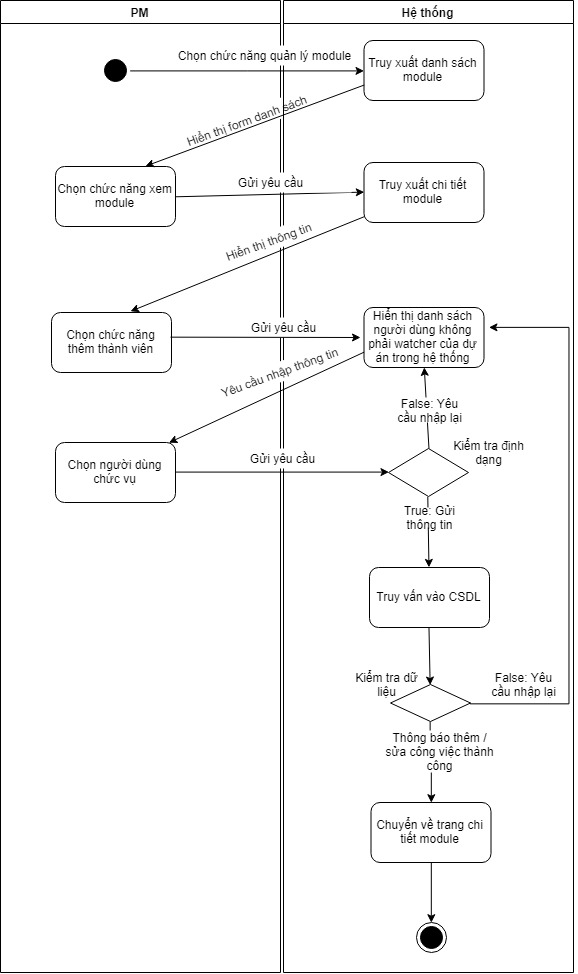 PM
Hệ thống
Chọn chức năng quản lý module
Truy xuất danh sách
module
Hiển thị form danh sách
Chọn chức năng xem
module
Gửi yêu cầu
Truy xuất chi tiết
module
Hiển thị thông tin
Chọn chức năng
thêm thánh viên
Gửi yêu cầu
Hiển thị danh sách
người dùng không
phải watcher của dự
án trong hệ thống
Yêu cầu nhập thông tin
False: Yêu
cầu nhập lại
Kiểm tra định
dạng
Chọn người dùng
chức vụ
Gửi yêu cầu
True: Gửi
thông tin
Truy vấn vào CSDL
Kiểm tra dữ
liệu
False: Yêu
cầu nhập lại
Thông báo thêm /
sửa công việc thành
công
Chuyển về trang chi
tiết module